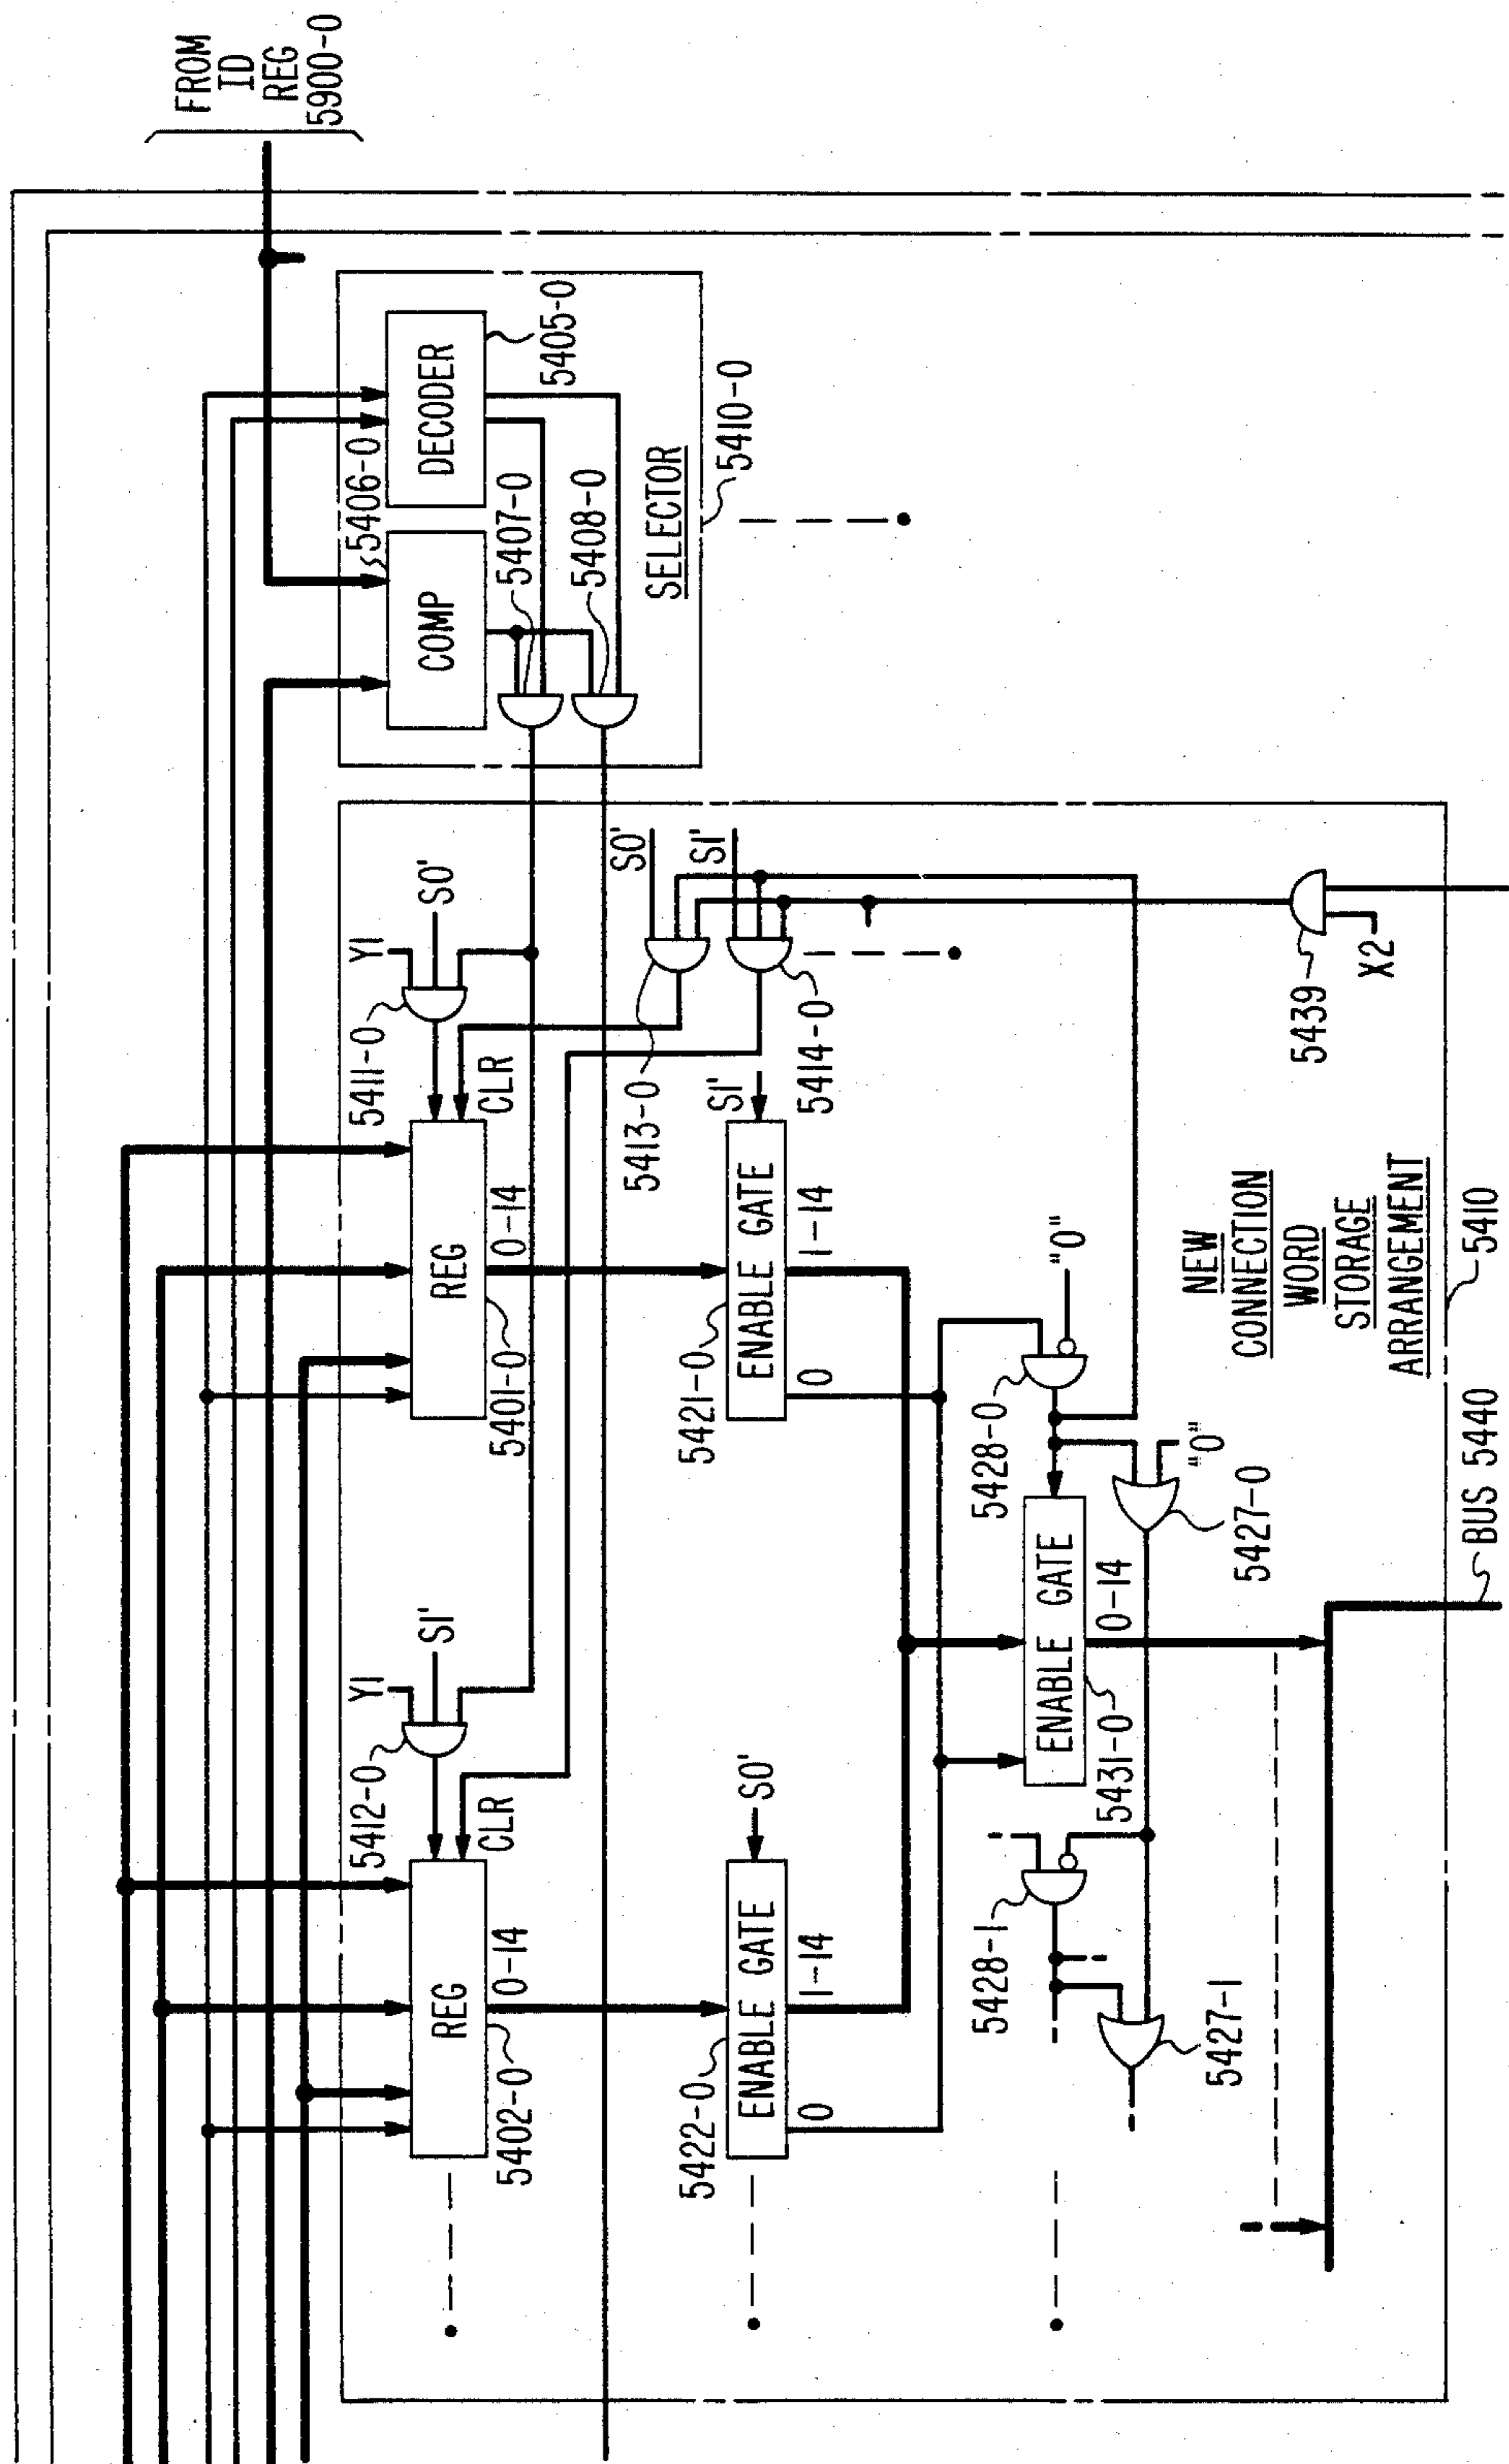 FROM
ID
REG
5900-0
DECODER
5405-0
5406-0
COMP
5407-0
5408-0
SELECTOR
5410-0
Y1
S0'
5411-0
CLR
REG
0-14
5401-0
Y1
S1'
5412-0
CLR
REG
0-14
5402-0
S0'
S1'
5413-0
5414-0
S1'
5421-0
ENABLE GATE
0
1-14
S0'
5422-0
ENABLE GATE
0
1-14
"0"
5428-0
"0"
5427-0
ENABLE GATE
0-14
5431-0
5428-1
5427-1
5439
X2
NEW
CONNECTION
WORD
STORAGE
ARRANGEMENT
5410
BUS 5440